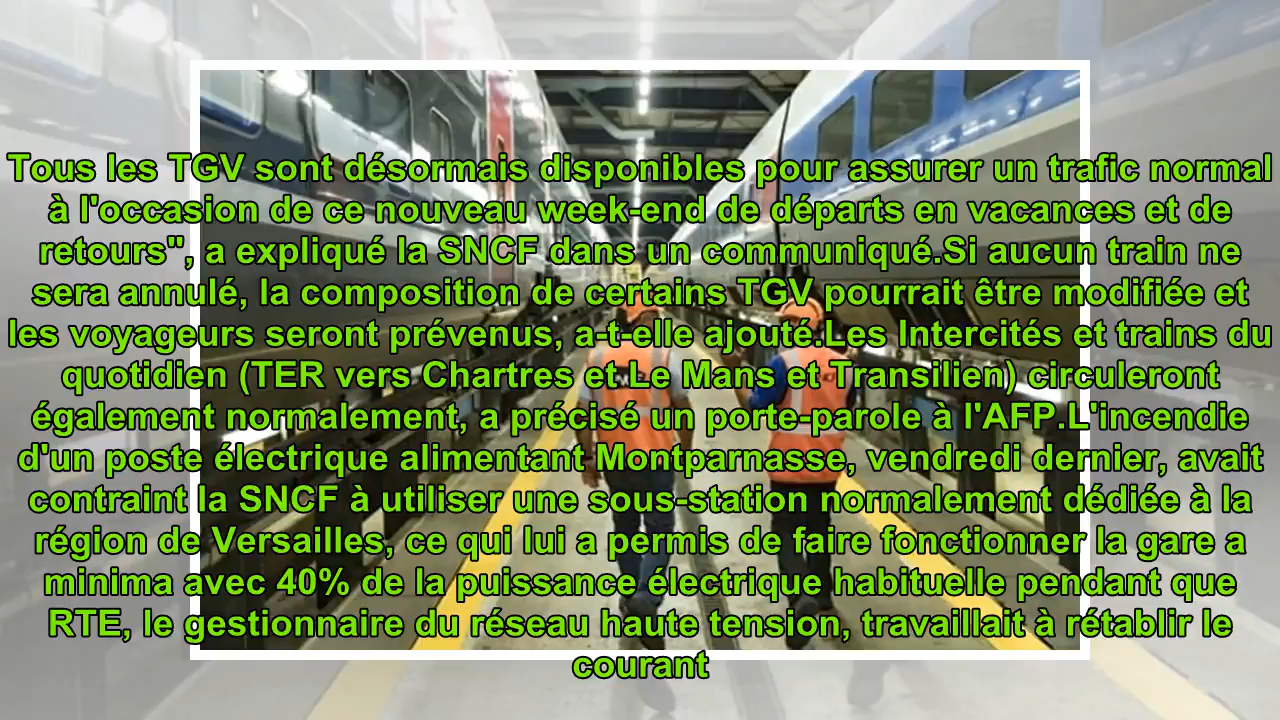 Tous les TGV sont désormais disponibles pour assurer un trafic normal
à l'occasion de ce nouveau week-end de départs en vacances et de
retours", a expliqué la SNCF dans un communiqué.Si aucun train ne
sera annulé, la composition de certains TGV pourrait être modifiée et
les voyageurs seront prévenus, a-t-elle ajouté.Les Intercités et trains du
quotidien (TER vers Chartres et Le Mans et Transilien) circuleront
également normalement, a précisé un porte-parole à l'AFP.L'incendie
d'un poste électrique alimentant Montparnasse, vendredi dernier, avait
contraint la SNCF à utiliser une sous-station normalement dédiée à la
région de Versailles, ce qui lui a permis de faire fonctionner la gare a
minima avec 40% de la puissance électrique habituelle pendant que
RTE, le gestionnaire du réseau haute tension, travaillait à rétablir le
courant